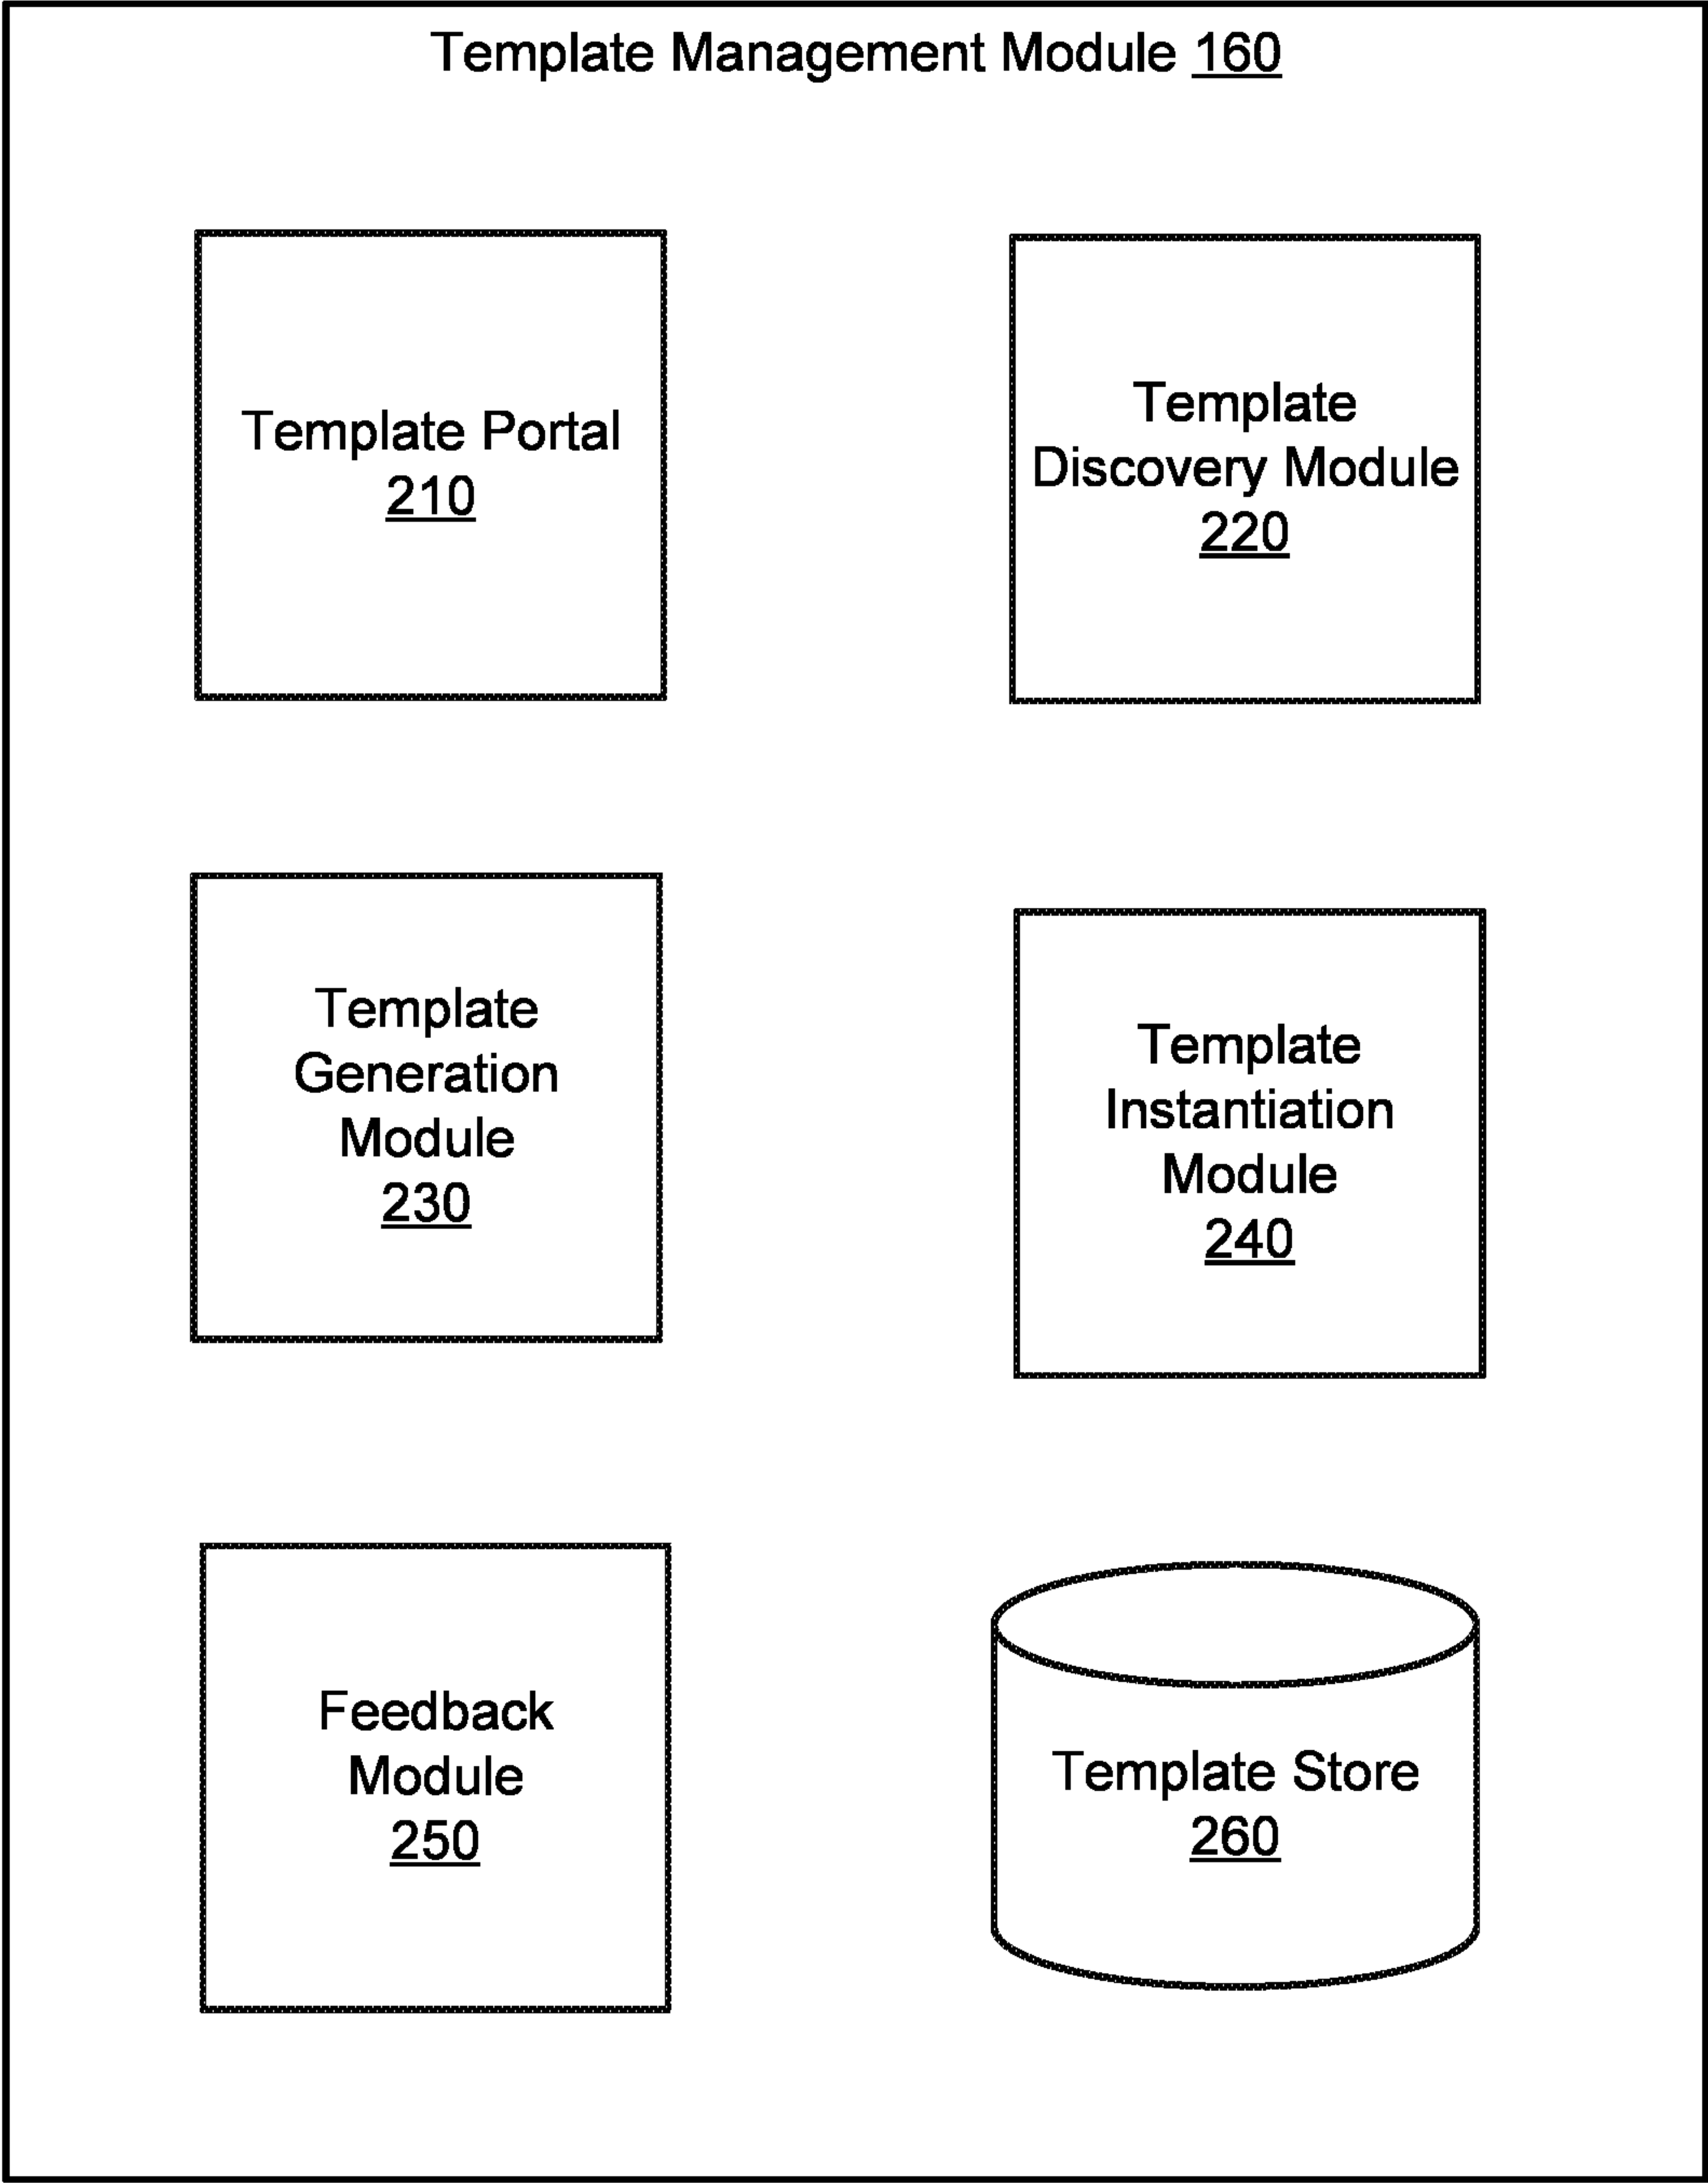 Template Management Module 160
Template Portal
210
Template
Discovery Module
220
Template
Generation
Module
230
Template
Instantiation
Module
240
Feedback
Module
250
Template Store
260